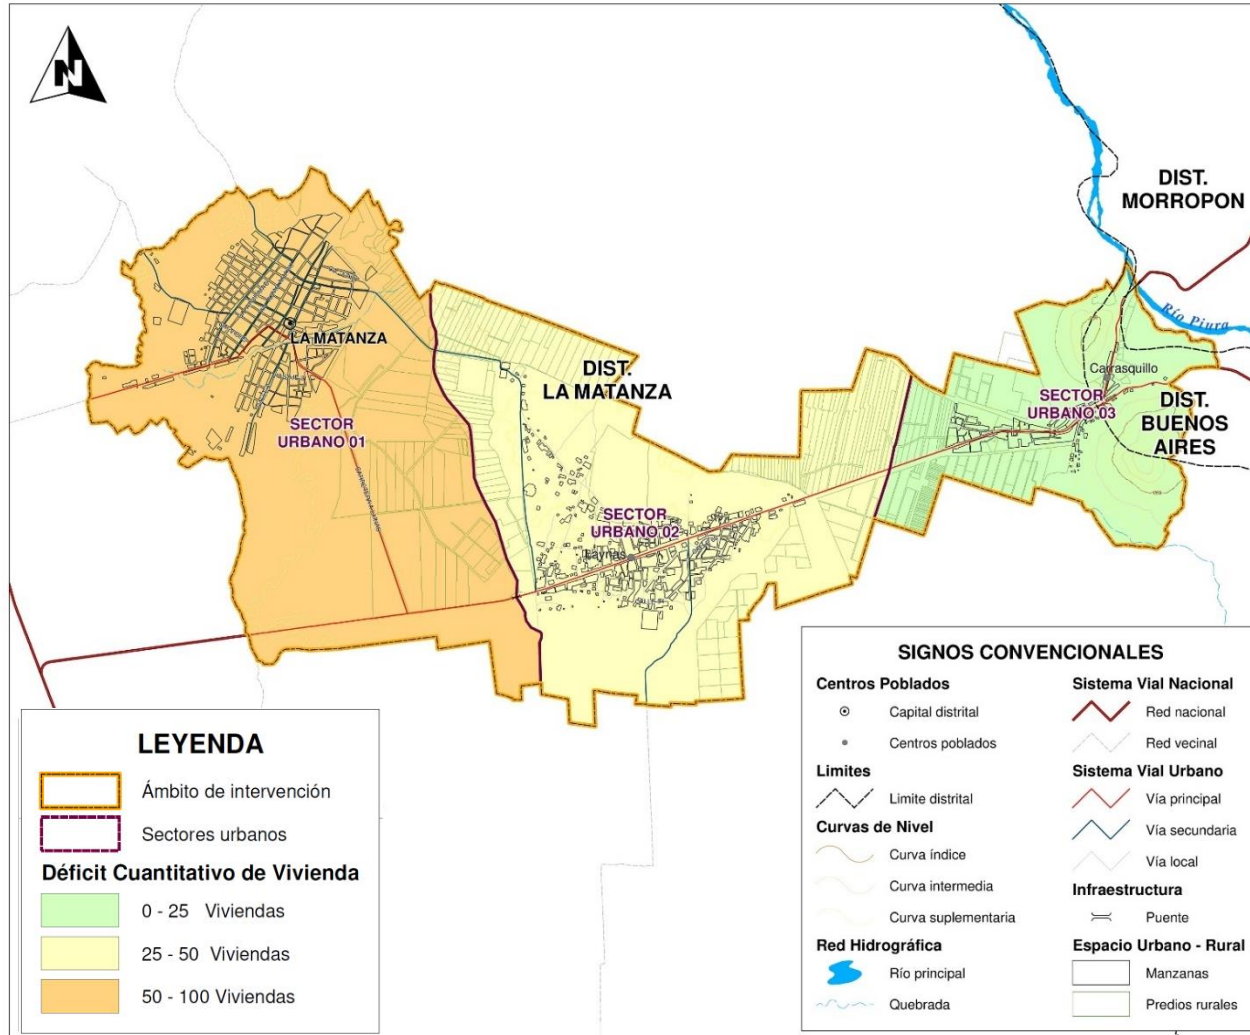 N
DIST.
MORROPON
Río Piura
LA MATANZA
DIST.
LA MATANZA
Carrasquillo
SECTOR
URBANO 03
DIST.
BUENOS
AIRES
SECTOR
URBANO 01
SECTOR
URBANO 02
Laynas
LEYENDA
Ámbito de intervención
Sectores urbanos
Déficit Cuantitativo de Vivienda
0 - 25 Viviendas
25 - 50 Viviendas
50 - 100 Viviendas
SIGNOS CONVENCIONALES
Centros Poblados
Capital distrital
Centros poblados
Limites
Limite distrital
Curvas de Nivel
Curva índice
Curva intermedia
Curva suplementaria
Red Hidrográfica
Río principal
Quebrada
Sistema Vial Nacional
Red nacional
Red vecinal
Sistema Vial Urbano
Vía principal
Vía secundaria
Vía local
Infraestructura
Puente
Espacio Urbano - Rural
Manzanas
Predios rurales